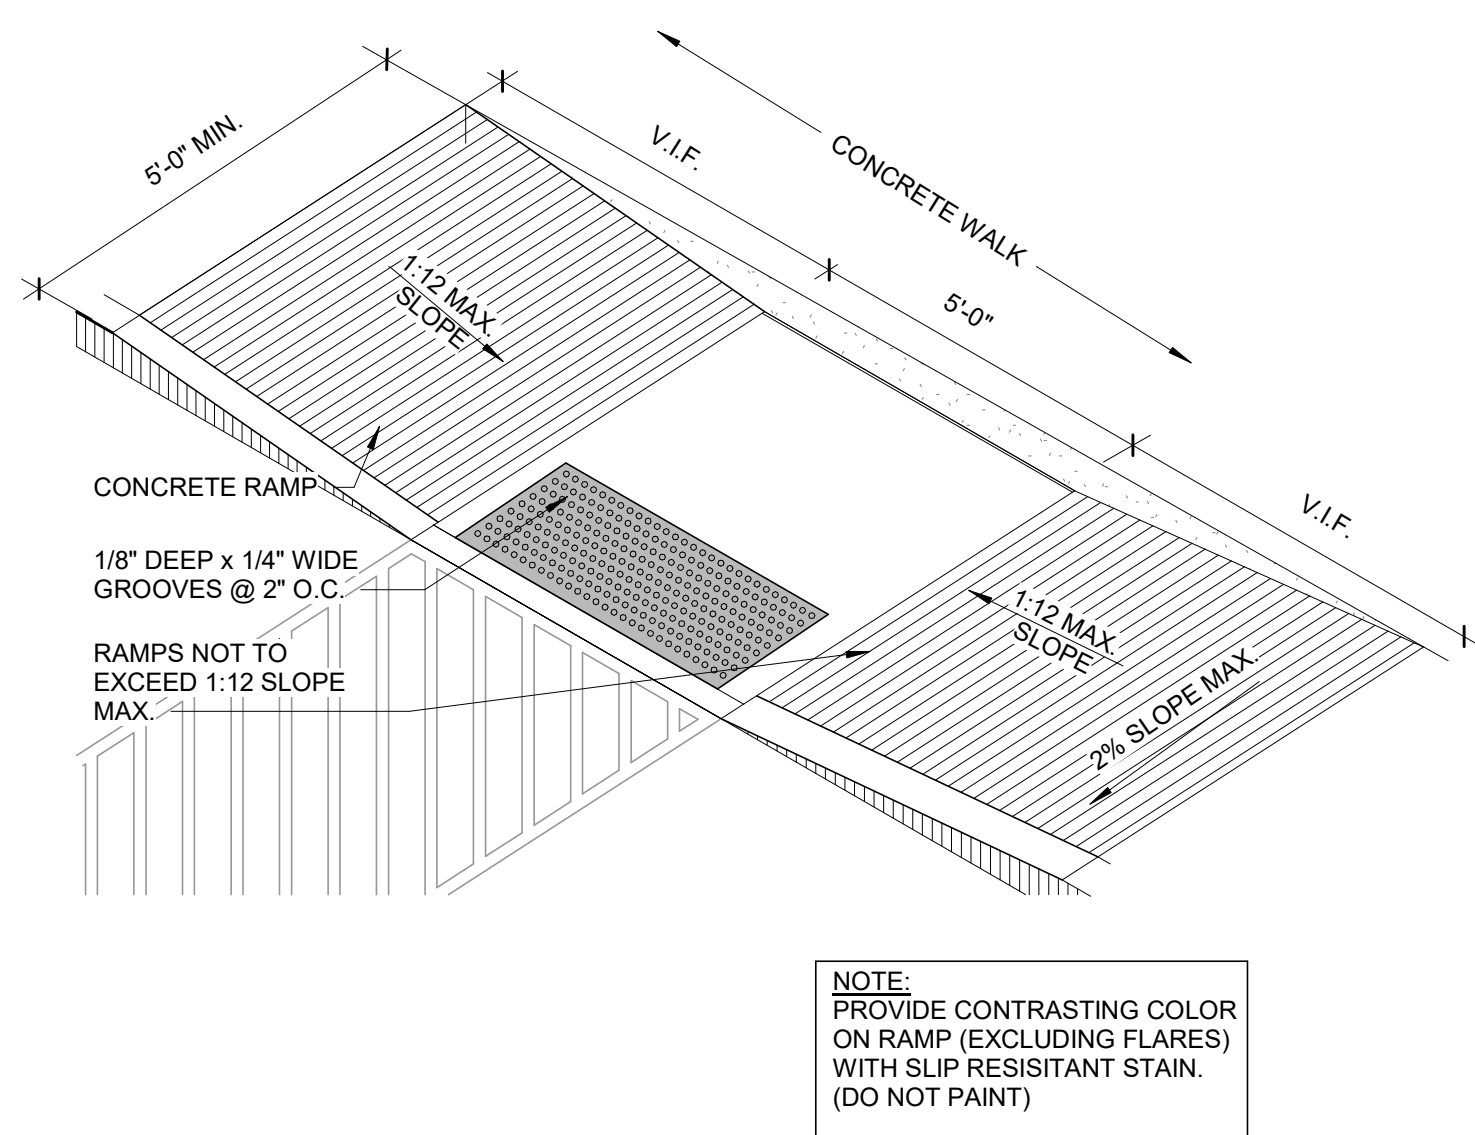 5'-0" MIN.
V.I.F.
CONCRETE WALK
5'-0"
V.I.F.
1:12 MAX.
SLOPE
CONCRETE RAMP
1/8" DEEP x 1/4" WIDE
GROOVES @ 2" O.C.
RAMPS NOT TO
EXCEED 1:12 SLOPE
MAX.
1:12 MAX.
SLOPE
2% SLOPE MAX.
NOTE:
PROVIDE CONTRASTING COLOR
ON RAMP (EXCLUDING FLARES)
WITH SLIP RESISITANT STAIN.
(DO NOT PAINT)